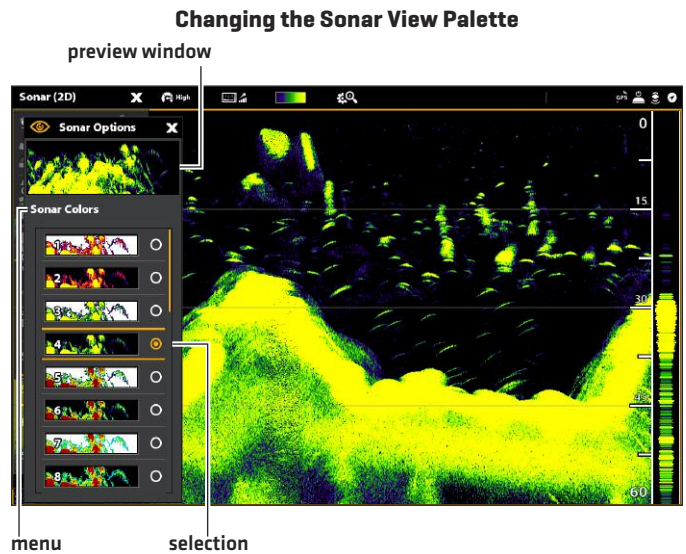 Changing the Sonar View Palette
preview window
Sonar (2D)
High
GPS
Sonar Options
Sonar Colors
1
2
3
4
5
6
7
8
0
15
30
45
60
menu
selection